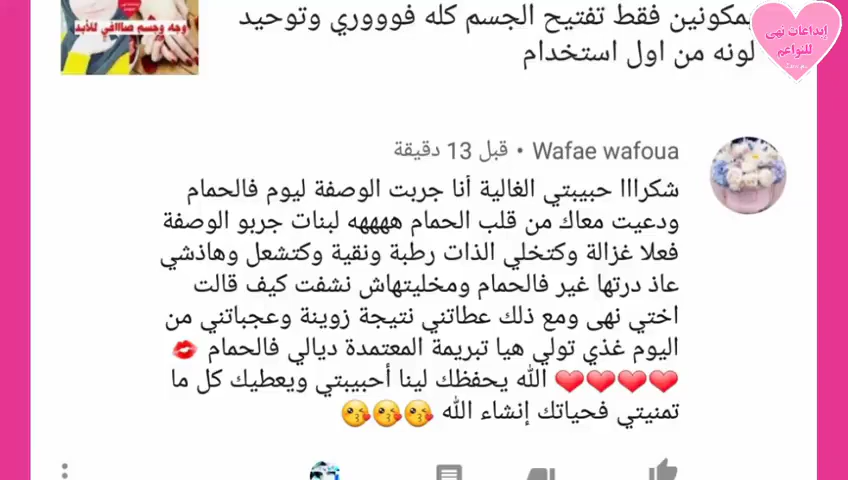 إبداعات نهى
للنواعم
وجه وجسم صاااافي للأبد
بمكونين فقط تفتيح الجسم كله فوووري وتوحيد
لونه من اول استخدام
Wafae wafoua • قبل 13 دقيقة
شكرااا حبيبتي الغالية أنا جربت الوصفة ليوم فالحمام
ودعيت معاك من قلب الحمام هههههه لبنات جربو الوصفة
فعلا غزالة وكتخلي الذات رطبة ونقية وكتشعل وهاذشي
عاذ درتها غير فالحمام ومخليتهاش نشفت كيف قالت
اختي نهى ومع ذلك عطاتني نتيجة زوينة وعجباتني من
اليوم غذي تولي هيا تبريمة المعتمدة ديالي فالحمام 💋
❤❤❤❤ الله يحفظك لينا أحبيبتي ويعطيك كل ما
تمنيتي فحياتك إنشاء الله 😘😘😘